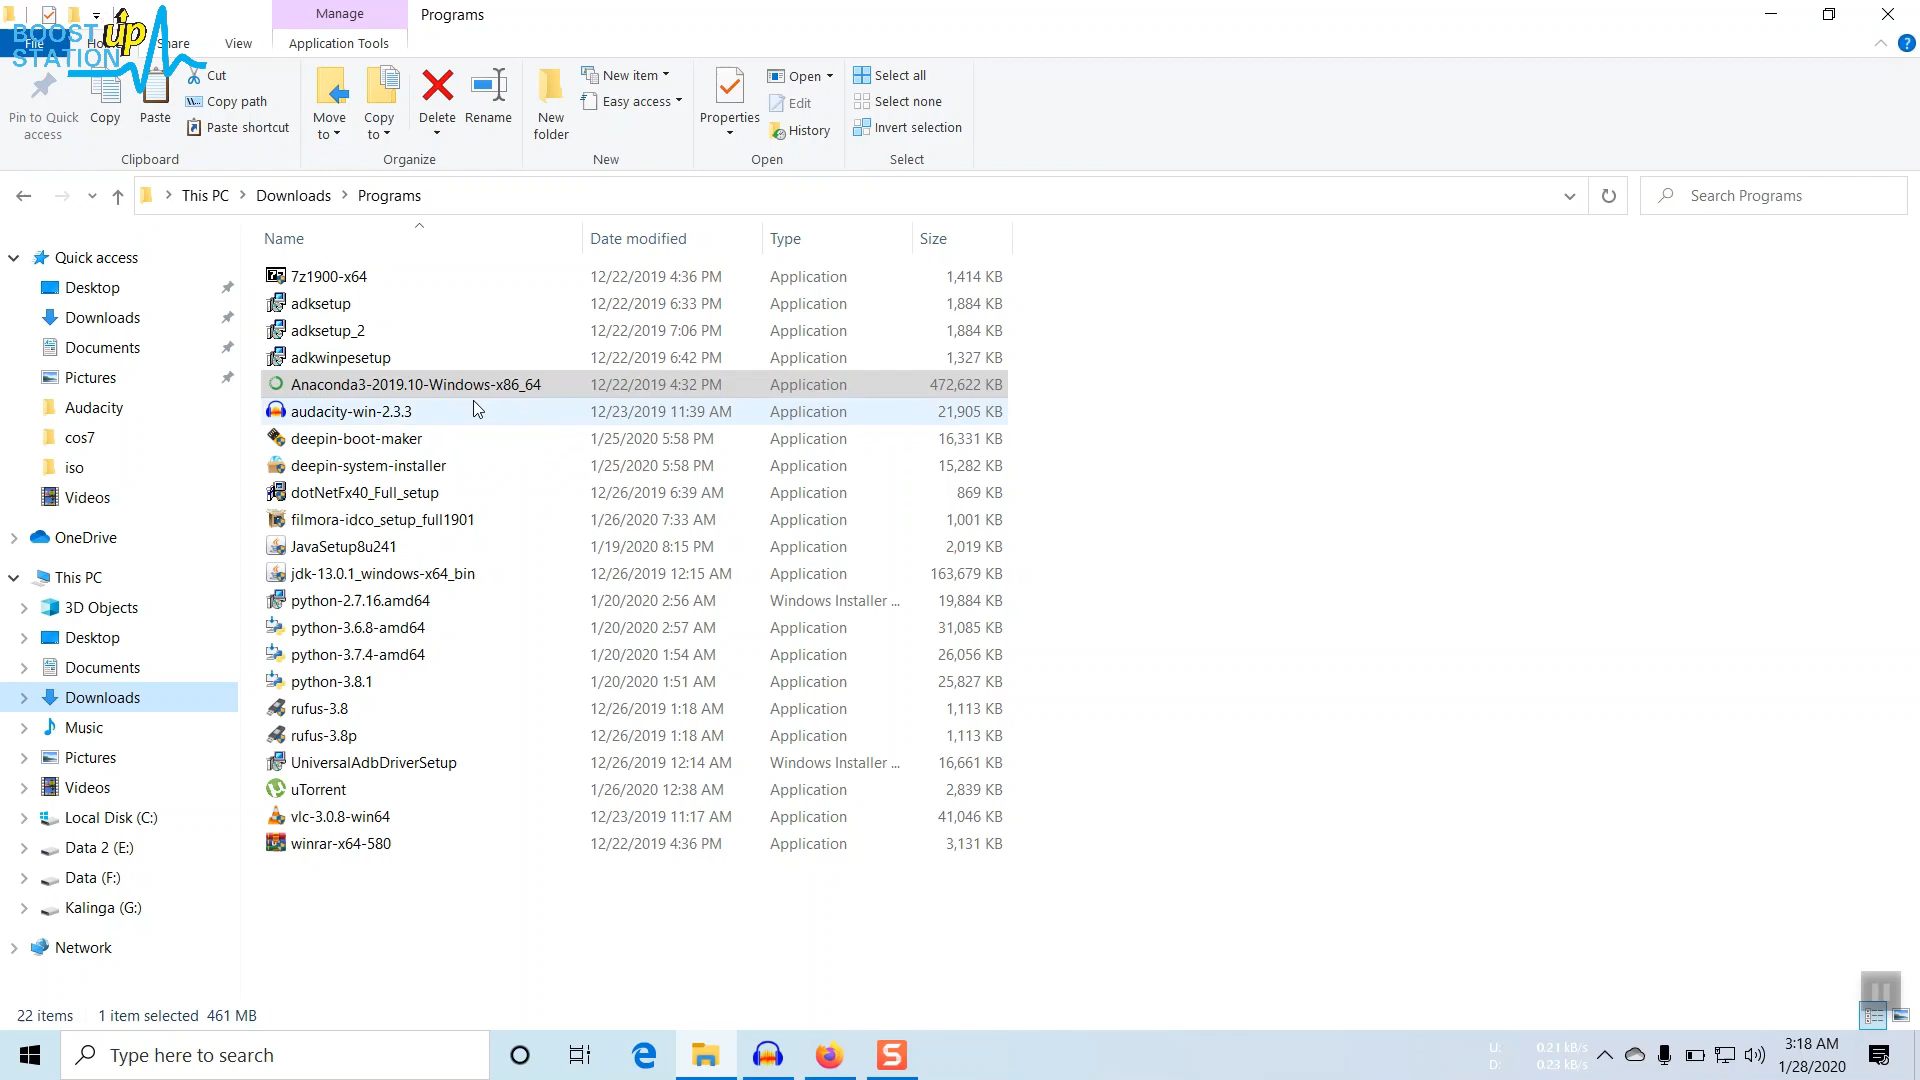 Manage
Programs
BOOST up
STATION
File
Share
View
Application Tools
Pin to Quick access
Copy
Paste
Cut
Copy path
Paste shortcut
Clipboard
Move to
Copy to
Delete
Rename
Organize
New folder
New item
Easy access
New
Properties
Open
Edit
History
Open
Select all
Select none
Invert selection
Select
This PC > Downloads > Programs
Search Programs
Quick access
Desktop
Downloads
Documents
Pictures
Audacity
cos7
iso
Videos
OneDrive
This PC
3D Objects
Desktop
Documents
Downloads
Music
Pictures
Videos
Local Disk (C:)
Data 2 (E:)
Data (F:)
Kalinga (G:)
Network
Name Date modified Type Size
7z1900-x64 12/22/2019 4:36 PM Application 1,414 KB
adksetup 12/22/2019 6:33 PM Application 1,884 KB
adksetup_2 12/22/2019 7:06 PM Application 1,884 KB
adkwinpesetup 12/22/2019 6:42 PM Application 1,327 KB
Anaconda3-2019.10-Windows-x86_64 12/22/2019 4:32 PM Application 472,622 KB
audacity-win-2.3.3 12/23/2019 11:39 AM Application 21,905 KB
deepin-boot-maker 1/25/2020 5:58 PM Application 16,331 KB
deepin-system-installer 1/25/2020 5:58 PM Application 15,282 KB
dotNetFx40_Full_setup 12/26/2019 6:39 AM Application 869 KB
filmora-idco_setup_full1901 1/26/2020 7:33 AM Application 1,001 KB
JavaSetup8u241 1/19/2020 8:15 PM Application 2,019 KB
jdk-13.0.1_windows-x64_bin 12/26/2019 12:15 AM Application 163,679 KB
python-2.7.16.amd64 1/20/2020 2:56 AM Windows Installer ... 19,884 KB
python-3.6.8-amd64 1/20/2020 2:57 AM Application 31,085 KB
python-3.7.4-amd64 1/20/2020 1:54 AM Application 26,056 KB
python-3.8.1 1/20/2020 1:51 AM Application 25,827 KB
rufus-3.8 12/26/2019 1:18 AM Application 1,113 KB
rufus-3.8p 12/26/2019 1:18 AM Application 1,113 KB
UniversalAdbDriverSetup 12/26/2019 12:14 AM Windows Installer ... 16,661 KB
uTorrent 1/26/2020 12:38 AM Application 2,839 KB
vlc-3.0.8-win64 12/23/2019 11:17 AM Application 41,046 KB
winrar-x64-580 12/22/2019 4:36 PM Application 3,131 KB
22 items 1 item selected 461 MB
Type here to search
U: 0.21 kB/s
D: 0.23 kB/s
3:18 AM
1/28/2020